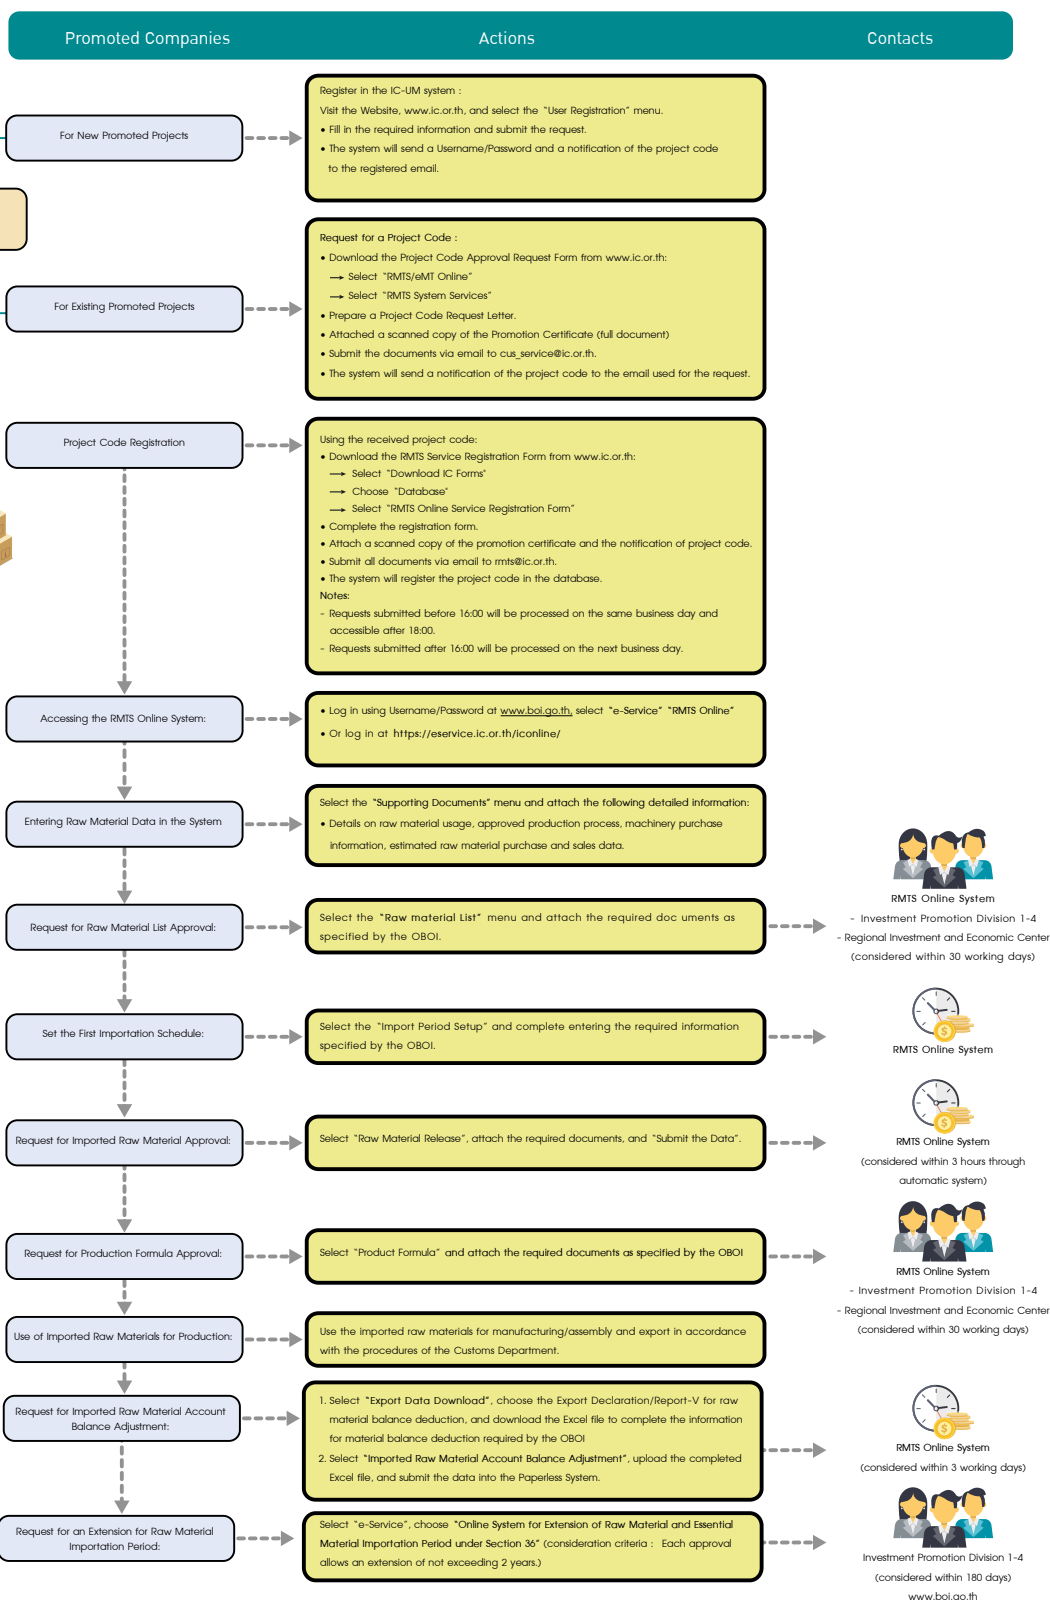 Promoted Companies
Actions
Contacts
For New Promoted Projects
Register in the IC-UM system :
Visit the Website, www.ic.or.th, and select the “User Registration” menu.
• Fill in the required information and submit the request.
• The system will send a Username/Password and a notification of the project code
to the registered email.
For Existing Promoted Projects
Request for a Project Code :
• Download the Project Code Approval Request Form from www.ic.or.th:
→ Select “RMTS/eMT Online”
→ Select “RMTS System Services”
• Prepare a Project Code Request Letter.
• Attached a scanned copy of the Promotion Certificate (full document)
• Submit the documents via email to cus_service@ic.or.th.
• The system will send a notification of the project code to the email used for the request.
Project Code Registration
Using the received project code:
• Download the RMTS Service Registration Form from www.ic.or.th:
→ Select “Download IC Forms”
→ Choose “Database”
→ Select “RMTS Online Service Registration Form”
• Complete the registration form.
• Attach a scanned copy of the promotion certificate and the notification of project code.
• Submit all documents via email to rmts@ic.or.th.
• The system will register the project code in the database.
Notes:
- Requests submitted before 16:00 will be processed on the same business day and
accessible after 18:00.
- Requests submitted after 16:00 will be processed on the next business day.
Accessing the RMTS Online System:
• Log in using Username/Password at www.boi.go.th, select “e-Service” “RMTS Online”
• Or log in at https://eservice.ic.or.th/iconline/
Entering Raw Material Data in the System
Select the “Supporting Documents” menu and attach the following detailed information:
• Details on raw material usage, approved production process, machinery purchase
information, estimated raw material purchase and sales data.
Request for Raw Material List Approval:
Select the “Raw material List” menu and attach the required doc uments as
specified by the OBOI.
RMTS Online System
- Investment Promotion Division 1-4
- Regional Investment and Economic Center
(considered within 30 working days)
Set the First Importation Schedule:
Select the “Import Period Setup” and complete entering the required information
specified by the OBOI.
RMTS Online System
Request for Imported Raw Material Approval:
Select “Raw Material Release”, attach the required documents, and “Submit the Data”.
RMTS Online System
(considered within 3 hours through
automatic system)
Request for Production Formula Approval:
Select “Product Formula” and attach the required documents as specified by the OBOI
RMTS Online System
- Investment Promotion Division 1-4
- Regional Investment and Economic Center
(considered within 30 working days)
Use of Imported Raw Materials for Production:
Use the imported raw materials for manufacturing/assembly and export in accordance
with the procedures of the Customs Department.
Request for Imported Raw Material Account
Balance Adjustment:
1. Select “Export Data Download”, choose the Export Declaration/Report-V for raw
material balance deduction, and download the Excel file to complete the information
for material balance deduction required by the OBOI
2. Select “Imported Raw Material Account Balance Adjustment”, upload the completed
Excel file, and submit the data into the Paperless System.
RMTS Online System
(considered within 3 working days)
Request for an Extension for Raw Material
Importation Period:
Select “e-Service”, choose “Online System for Extension of Raw Material and Essential
Material Importation Period under Section 36” (consideration criteria : Each approval
allows an extension of not exceeding 2 years.)
Investment Promotion Division 1-4
(considered within 180 days)
www.boi.go.th